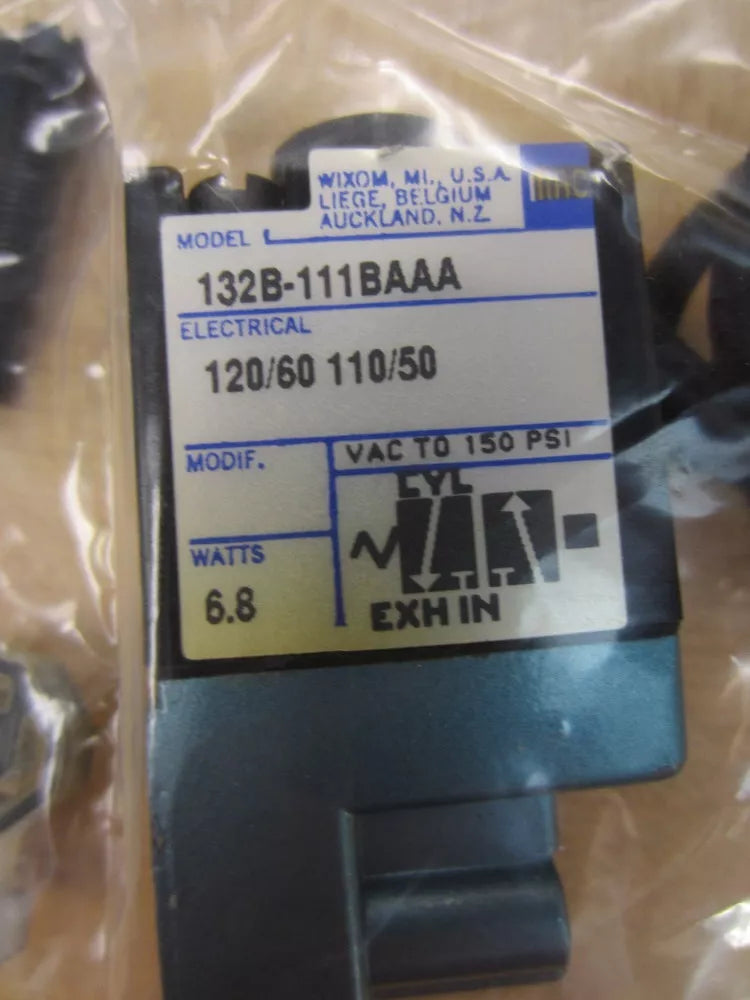 WIXOM, MI., U.S.A.
LIEGE, BELGIUM
AUCKLAND, N.Z.
mac
MODEL
132B-111BAAA
ELECTRICAL
120/60 110/50
MODIF.
VAC TO 150 PSI
CYL
WATTS
6.8
EXH IN